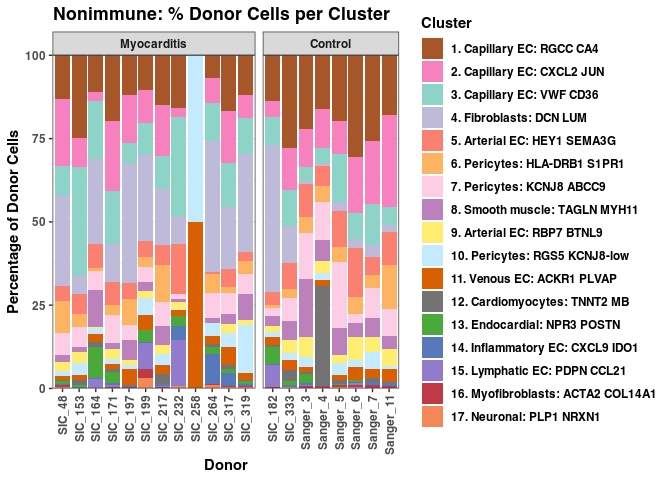 Nonimmune: % Donor Cells per Cluster
Myocarditis
Control
Percentage of Donor Cells
100
75
50
25
0
SIC_48
SIC_153
SIC_164
SIC_171
SIC_197
SIC_199
SIC_217
SIC_232
SIC_258
SIC_264
SIC_317
SIC_319
SIC_182
SIC_333
Sanger_3
Sanger_4
Sanger_5
Sanger_6
Sanger_7
Sanger_11
Donor
Cluster
1. Capillary EC: RGCC CA4
2. Capillary EC: CXCL2 JUN
3. Capillary EC: VWF CD36
4. Fibroblasts: DCN LUM
5. Arterial EC: HEY1 SEMA3G
6. Pericytes: HLA-DRB1 S1PR1
7. Pericytes: KCNJ8 ABCC9
8. Smooth muscle: TAGLN MYH11
9. Arterial EC: RBP7 BTNL9
10. Pericytes: RGS5 KCNJ8-low
11. Venous EC: ACKR1 PLVAP
12. Cardiomyocytes: TNNT2 MB
13. Endocardial: NPR3 POSTN
14. Inflammatory EC: CXCL9 IDO1
15. Lymphatic EC: PDPN CCL21
16. Myofibroblasts: ACTA2 COL14A1
17. Neuronal: PLP1 NRXN1